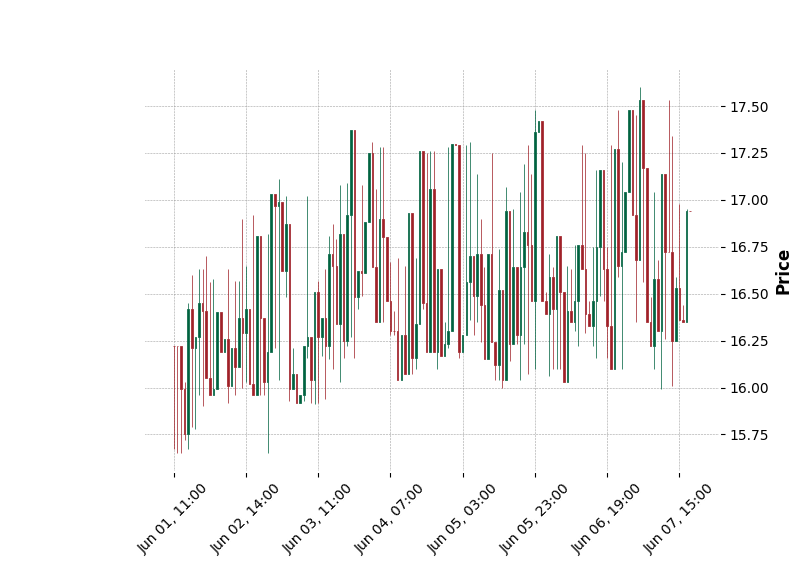 17.50
17.25
17.00
16.75
16.50
16.25
16.00
15.75
Price
Jun 01, 11:00
Jun 02, 14:00
Jun 03, 11:00
Jun 04, 07:00
Jun 05, 03:00
Jun 05, 23:00
Jun 06, 19:00
Jun 07, 15:00